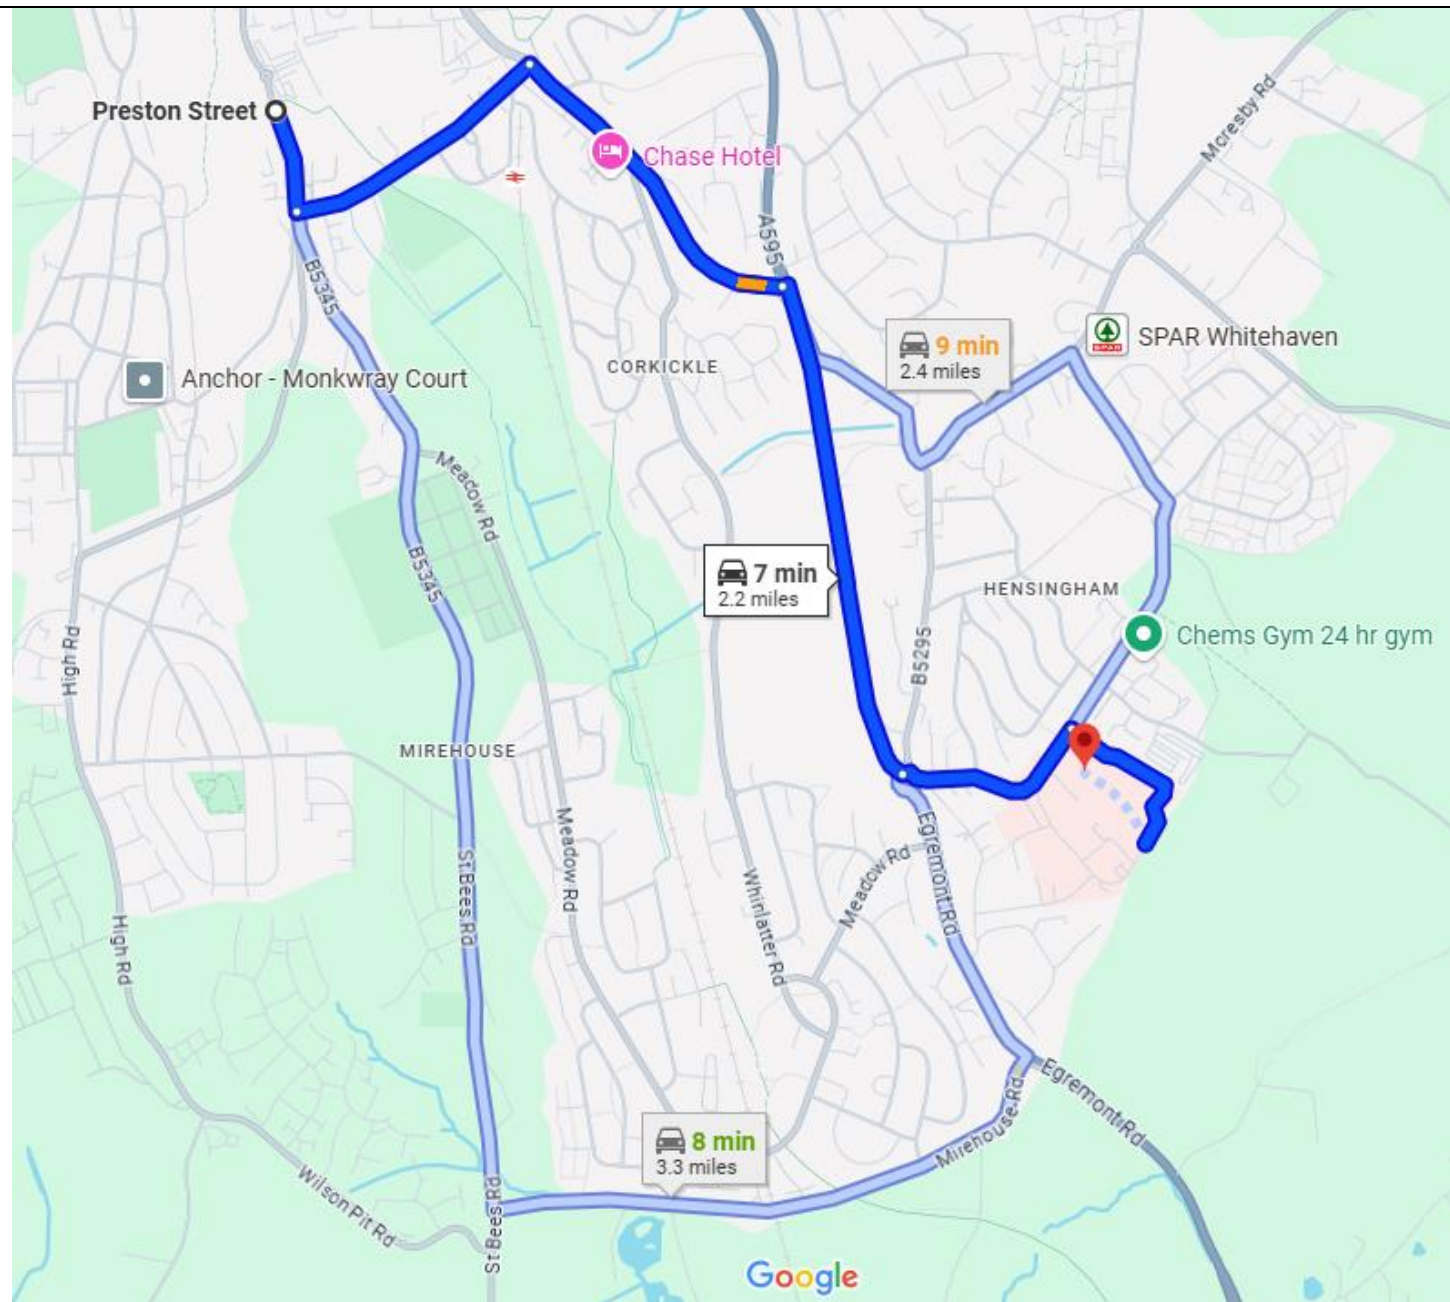 Preston Street
Chase Hotel
Mcresby Rd
A595
B5345
SPAR Whitehaven
SPAR
9 min
2.4 miles
CORKICKLE
Anchor - Monkwray Court
Meadow Rd
B5345
7 min
2.2 miles
HENSINGHAM
High Rd
B5295
Chems Gym 24 hr gym
MIREHOUSE
Meadow Rd
St Bees Rd
Whinlatter Rd
Meadow Rd
Egremont Rd
High Rd
Egremont Rd
Mirehouse Rd
8 min
3.3 miles
Wilson Pit Rd
St Bees Rd
Google